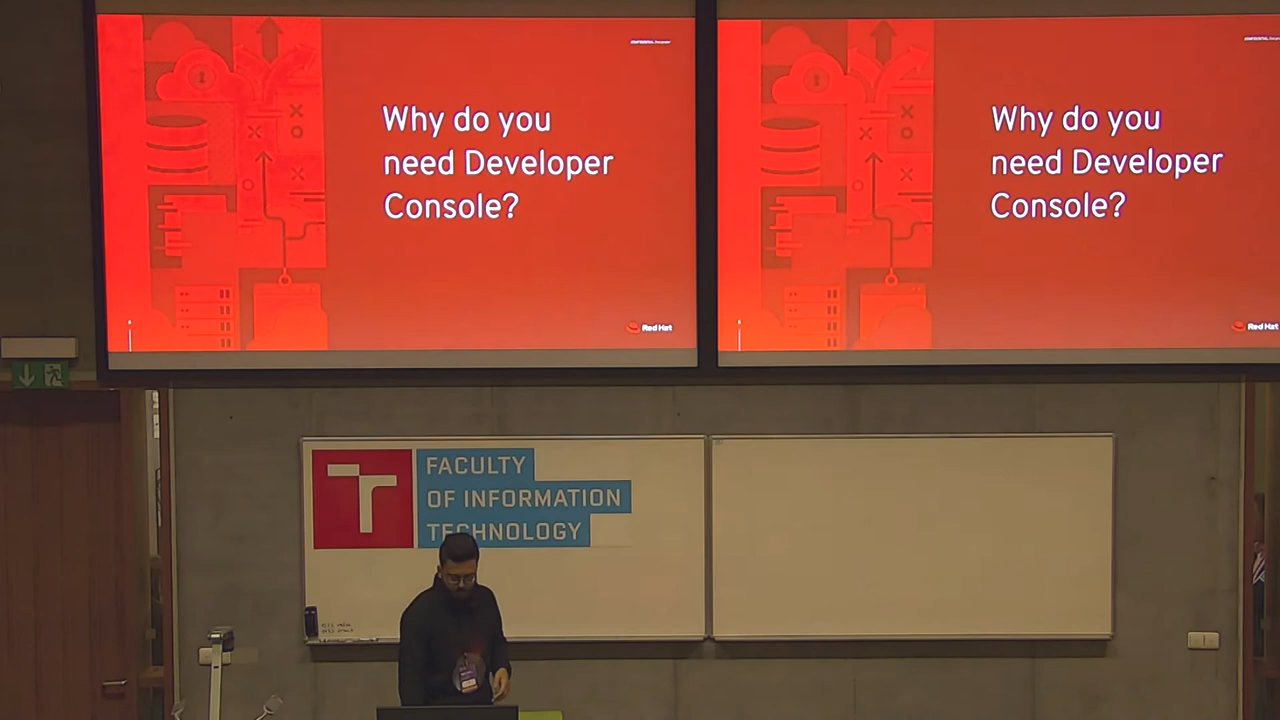 Why do you
need Developer
Console?
Red Hat
Why do you
need Developer
Console?
Red Hat
FACULTY
OF INFORMATION
TECHNOLOGY